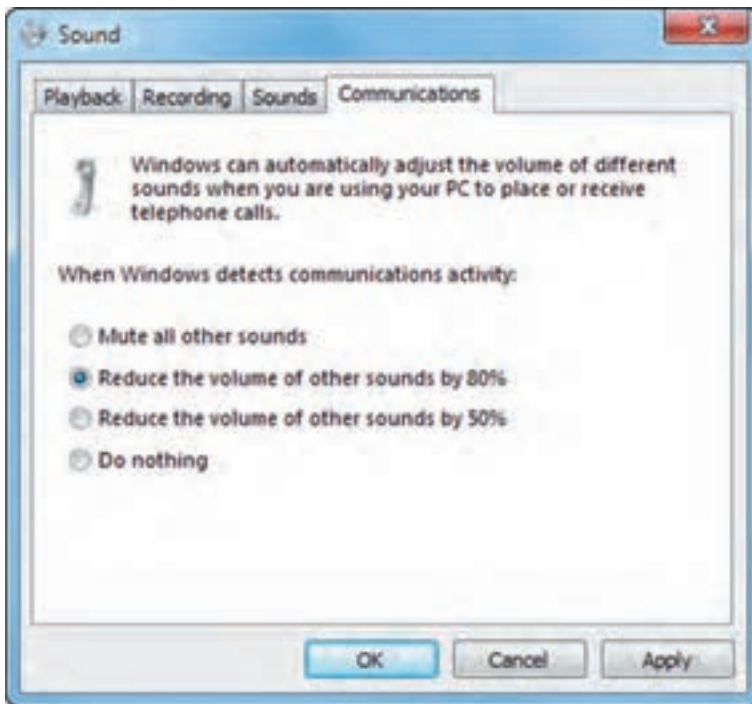 Sound
Playback Recording Sounds Communications
Windows can automatically adjust the volume of different
sounds when you are using your PC to place or receive
telephone calls.
When Windows detects communications activity:
Mute all other sounds
Reduce the volume of other sounds by 80%
Reduce the volume of other sounds by 50%
Do nothing
OK Cancel Apply